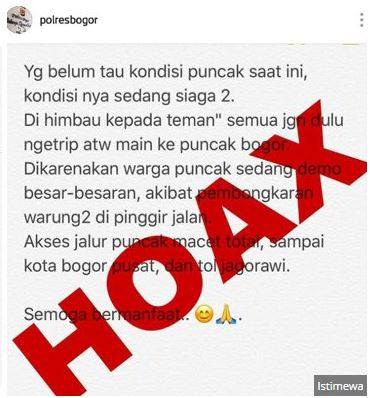 polresbogor
Yg belum tau kondisi puncak saat ini,
kondisi nya sedang siaga 2.
Di himbau kepada teman" semua jgn dulu
ngetrip atw main ke puncak bogor.
Dikarenakan warga puncak sedang demo
besar-besaran, akibat pembongkaran
warung2 di pinggir jalan.
Akses jalur puncak macet total, sampai
kota bogor pusat, dan tol jagorawi.
Semoga bermanfaat.. 😊🙏.
HOAX
Istimewa